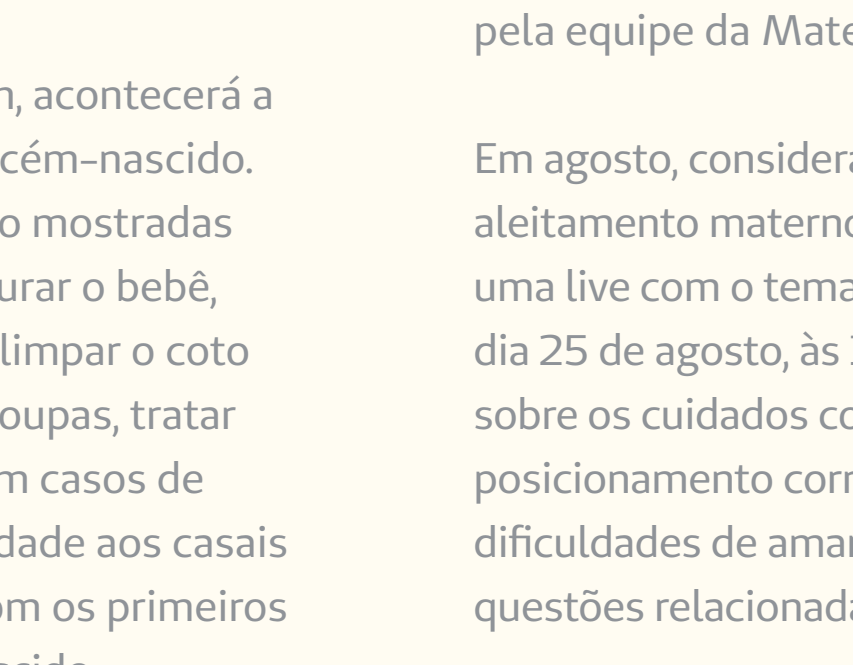 , acontecerá a
cém-nascido.
o mostradas
urar o bebê,
limpar o coto
oupas, tratar
m casos de
dade aos casais
om os primeiros
pela equipe da Mate
Em agosto, consider
aleitamento materno
uma live com o tema
dia 25 de agosto, às
sobre os cuidados co
posicionamento corr
dificuldades de ama
questões relacionada